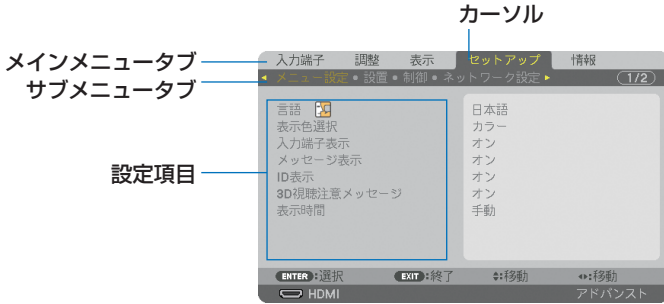 カーソル
メインメニュータブ
入力端子 調整 表示 セットアップ 情報
サブメニュータブ
メニュー設定 ● 設置 ● 制御 ● ネットワーク設定 (1/2)
設定項目
言語 日本語
表示色選択 カラー
入力端子表示 オン
メッセージ表示 オン
ID表示 オン
3D視聴注意メッセージ オン
表示時間 手動
ENTER:選択 EXIT:終了 :移動 :移動
HDMI アドバンスト